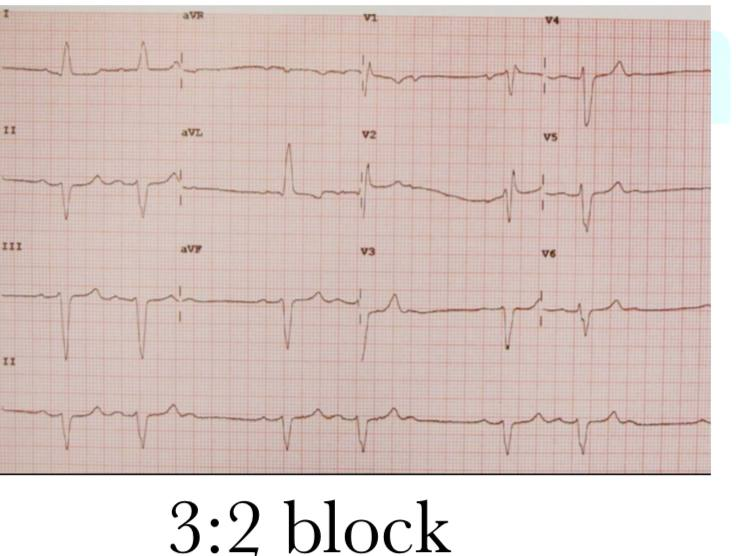 I aVR V1 V4
II aVL V2 V5
III aVF V3 V6
II
3:2 block